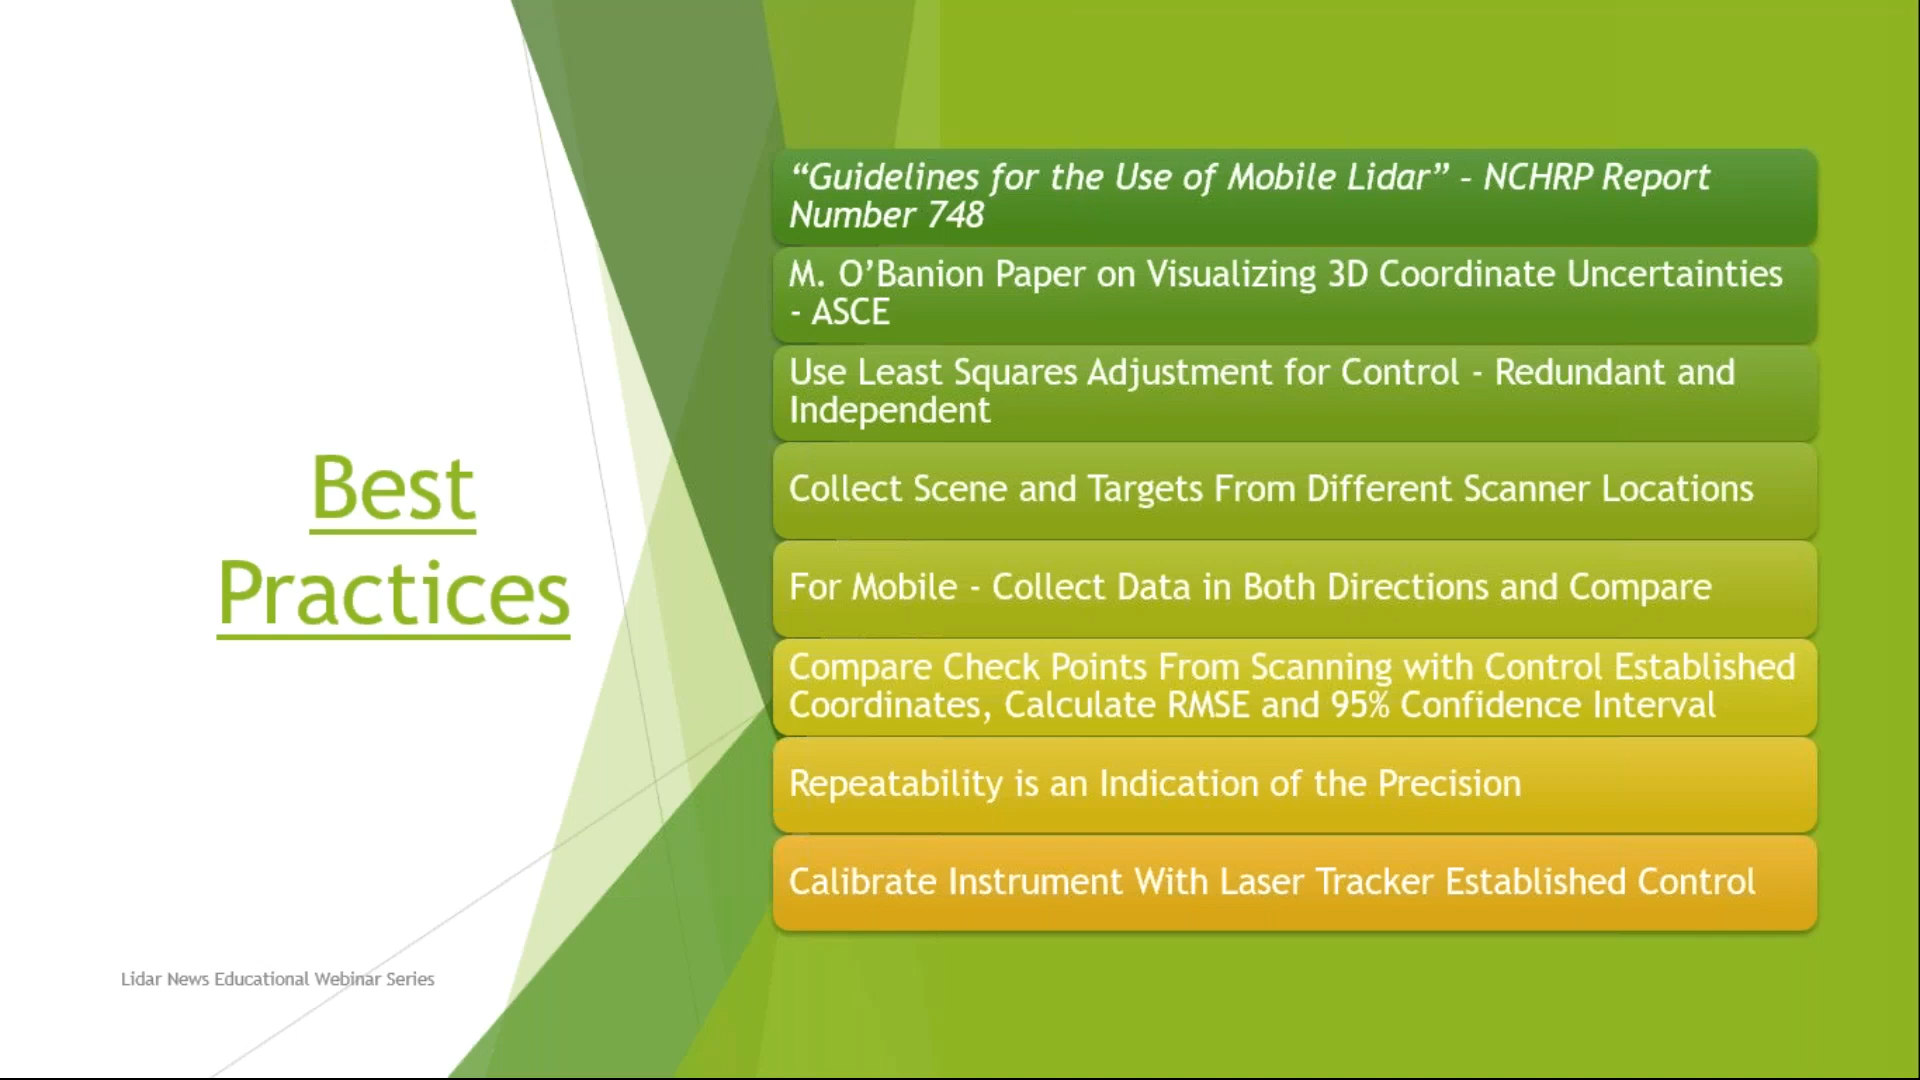 Best
Practices
“Guidelines for the Use of Mobile Lidar” – NCHRP Report
Number 748
M. O’Banion Paper on Visualizing 3D Coordinate Uncertainties
- ASCE
Use Least Squares Adjustment for Control - Redundant and
Independent
Collect Scene and Targets From Different Scanner Locations
For Mobile - Collect Data in Both Directions and Compare
Compare Check Points From Scanning with Control Established
Coordinates, Calculate RMSE and 95% Confidence Interval
Repeatability is an Indication of the Precision
Calibrate Instrument With Laser Tracker Established Control
Lidar News Educational Webinar Series